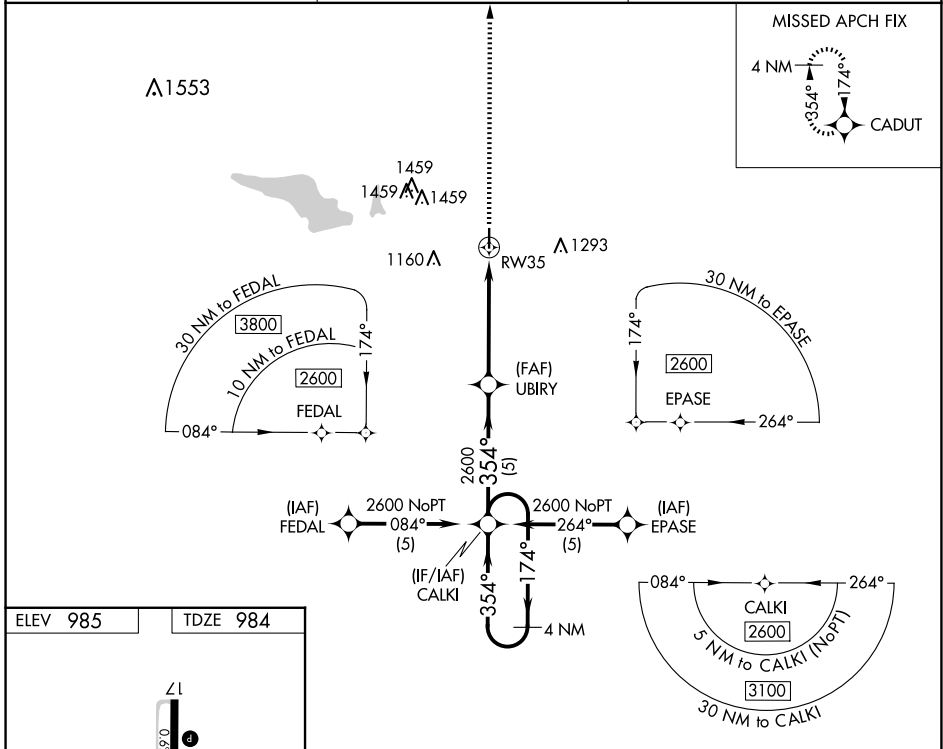 MISSED APCH FIX
4 NM
354°
174°
CADUT
1553
1459
1459
1459
1160
RW35
1293
30 NM to FEDAL
3800
10 NM to FEDAL
2600
FEDAL
174°
084°
(FAF)
UBIRY
30 NM to EPASE
174°
2600
EPASE
264°
2600
354°
(5)
(IAF)
FEDAL
2600 NoPT
084°
(5)
2600 NoPT
264°
(5)
(IAF)
EPASE
(IF/IAF)
CALKI
354°
174°
4 NM
084°
264°
CALKI
2600
5 NM to CALKI (NoPT)
3100
30 NM to CALKI
ELEV 985
TDZE 984
17
P